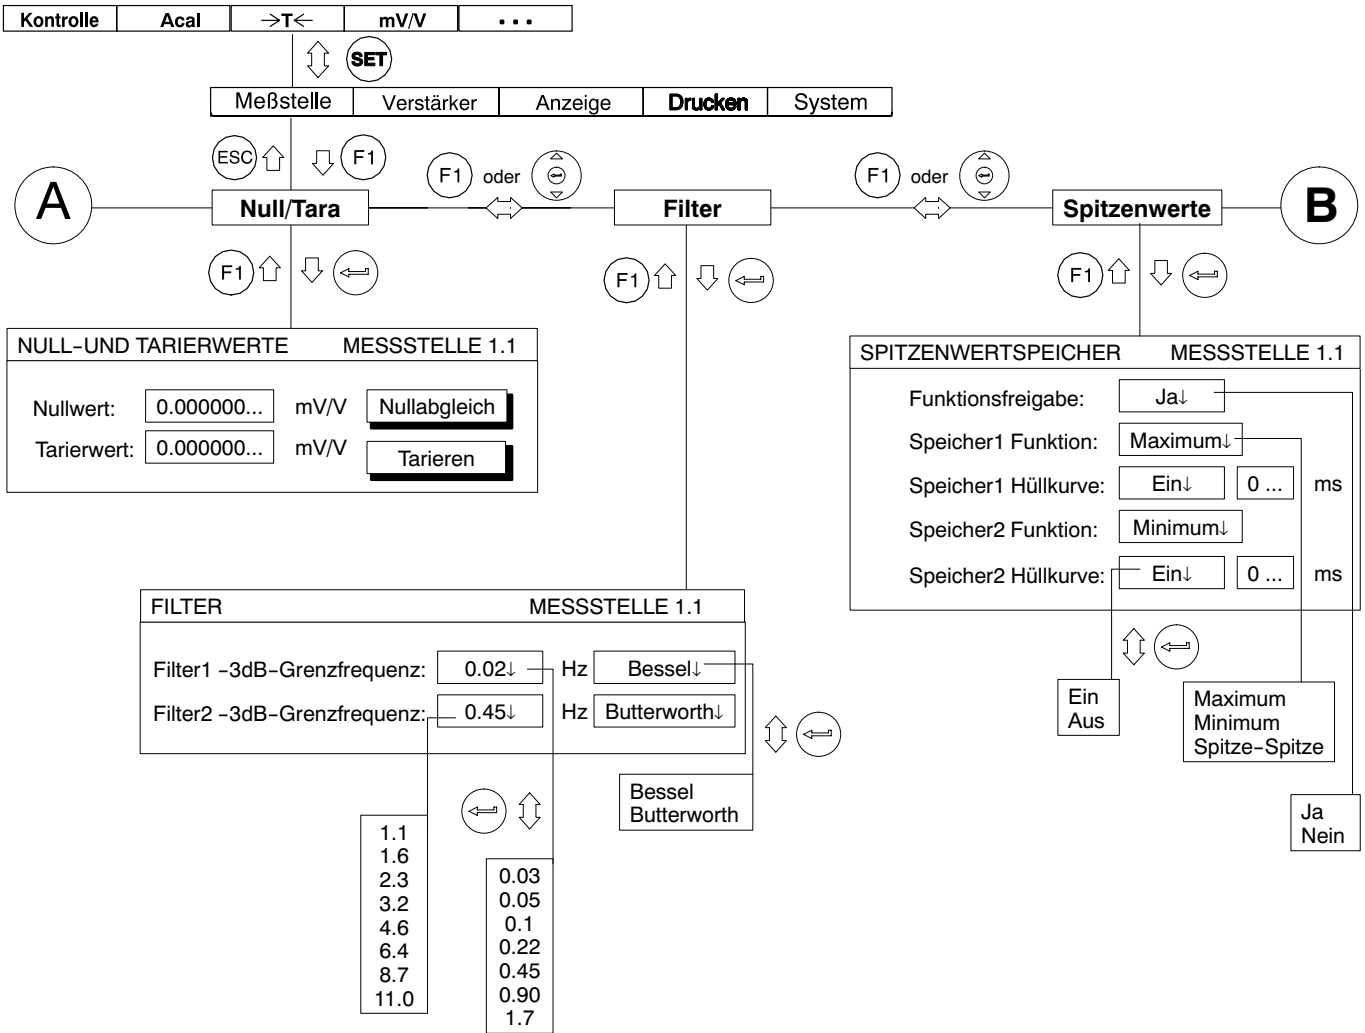 Kontrolle Acal →T← mV/V ...
SET
Meßstelle Verstärker Anzeige Drucken System
ESC F1
F1 oder
F1 oder
A Null/Tara Filter Spitzenwerte B
F1
F1
F1
NULL-UND TARIERWERTE MESSSTELLE 1.1
Nullwert: 0.000000... mV/V Nullabgleich
Tarierwert: 0.000000... mV/V Tarieren
SPITZENWERTSPEICHER MESSSTELLE 1.1
Funktionsfreigabe: Ja↓
Speicher1 Funktion: Maximum↓
Speicher1 Hüllkurve: Ein↓ 0 ... ms
Speicher2 Funktion: Minimum↓
Speicher2 Hüllkurve: Ein↓ 0 ... ms
Ein
Aus
Maximum
Minimum
Spitze-Spitze
Ja
Nein
FILTER MESSSTELLE 1.1
Filter1 -3dB-Grenzfrequenz: 0.02↓ Hz Bessel↓
Filter2 -3dB-Grenzfrequenz: 0.45↓ Hz Butterworth↓
Bessel
Butterworth
1.1
1.6
2.3
3.2
4.6
6.4
8.7
11.0
0.03
0.05
0.1
0.22
0.45
0.90
1.7